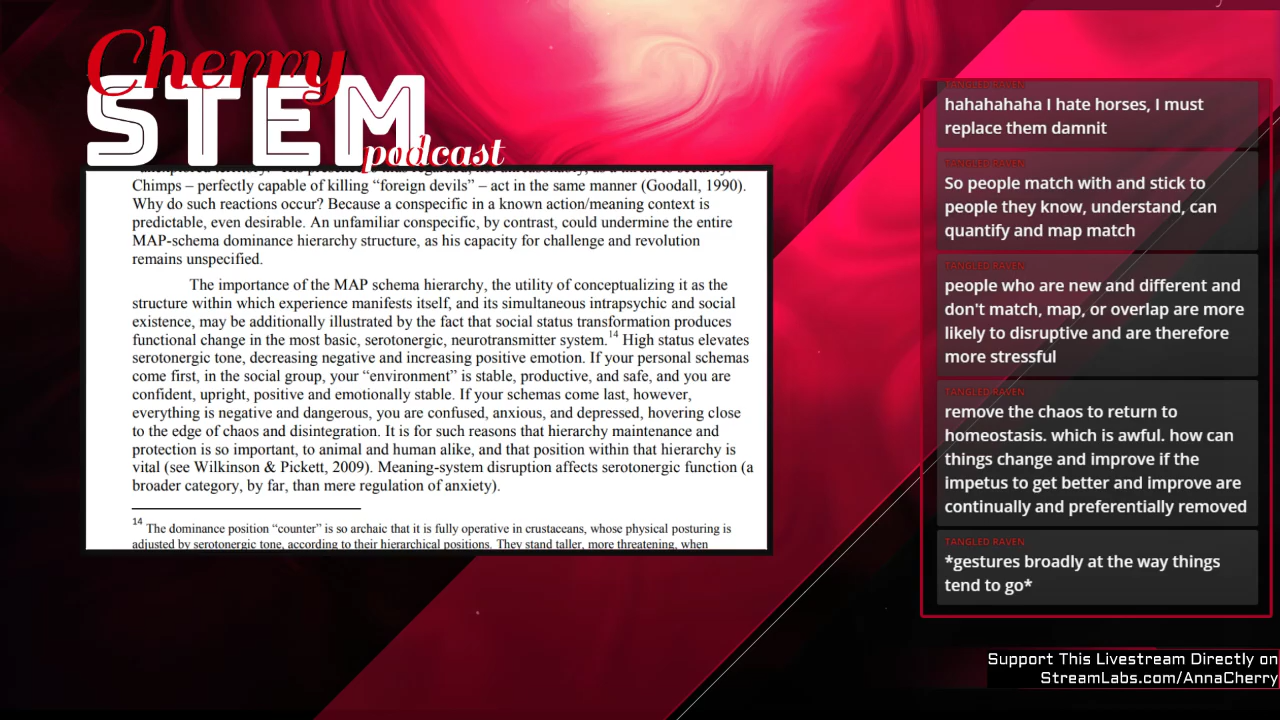 Cherry
STEM
podcast
Chimps – perfectly capable of killing “foreign devils” – act in the same manner (Goodall, 1990).
Why do such reactions occur? Because a conspecific in a known action/meaning context is
predictable, even desirable. An unfamiliar conspecific, by contrast, could undermine the entire
MAP-schema dominance hierarchy structure, as his capacity for challenge and revolution
remains unspecified.
The importance of the MAP schema hierarchy, the utility of conceptualizing it as the
structure within which experience manifests itself, and its simultaneous intrapsychic and social
existence, may be additionally illustrated by the fact that social status transformation produces
functional change in the most basic, serotonergic, neurotransmitter system.14 High status elevates
serotonergic tone, decreasing negative and increasing positive emotion. If your personal schemas
come first, in the social group, your “environment” is stable, productive, and safe, and you are
confident, upright, positive and emotionally stable. If your schemas come last, however,
everything is negative and dangerous, you are confused, anxious, and depressed, hovering close
to the edge of chaos and disintegration. It is for such reasons that hierarchy maintenance and
protection is so important, to animal and human alike, and that position within that hierarchy is
vital (see Wilkinson & Pickett, 2009). Meaning-system disruption affects serotonergic function (a
broader category, by far, than mere regulation of anxiety).
14 The dominance position “counter” is so archaic that it is fully operative in crustaceans, whose physical posturing is
adjusted by serotonergic tone, according to their hierarchical positions. They stand taller, more threatening, when
TANGLED RAVEN
hahahahaha I hate horses, I must
replace them damnit
TANGLED RAVEN
So people match with and stick to
people they know, understand, can
quantify and map match
TANGLED RAVEN
people who are new and different and
don't match, map, or overlap are more
likely to disruptive and are therefore
more stressful
TANGLED RAVEN
remove the chaos to return to
homeostasis. which is awful. how can
things change and improve if the
impetus to get better and improve are
continually and preferentially removed
TANGLED RAVEN
*gestures broadly at the way things
tend to go*
Support This Livestream Directly on
StreamLabs.com/AnnaCherry